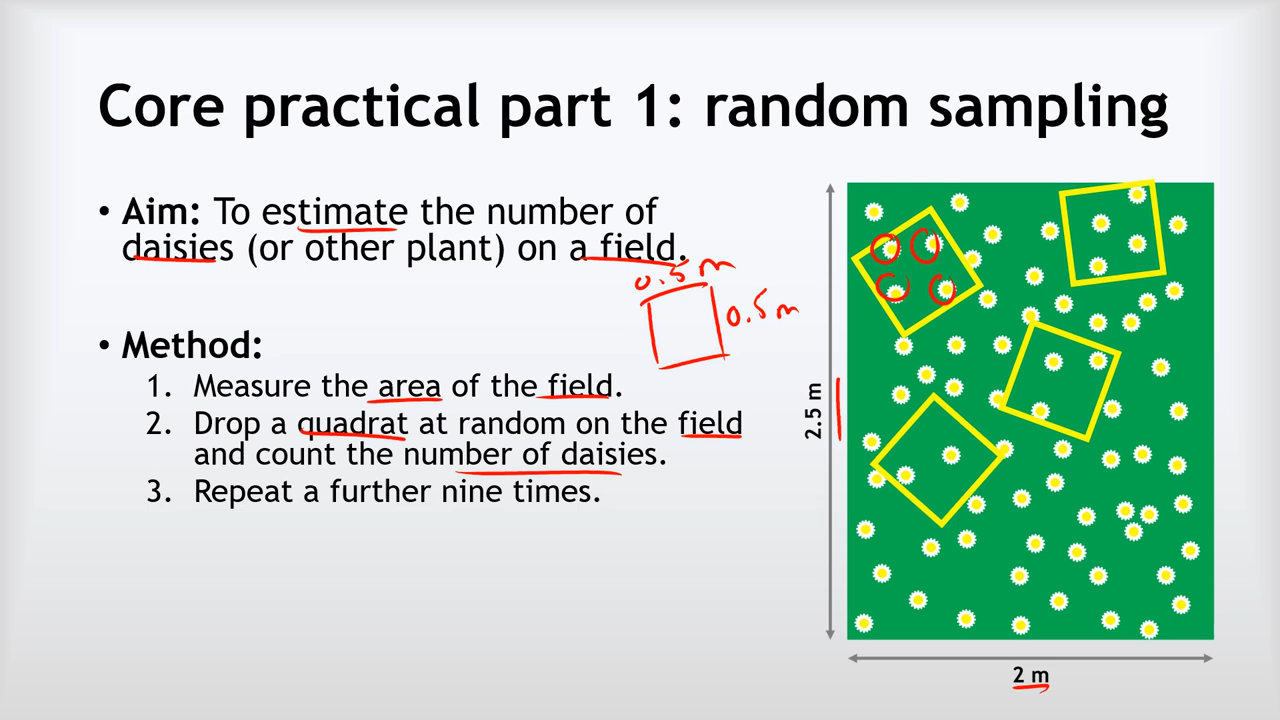 Core practical part 1: random sampling
• Aim: To estimate the number of
daisies (or other plant) on a field.
0.5 m
0.5 m
• Method:
1. Measure the area of the field.
2. Drop a quadrat at random on the field
and count the number of daisies.
3. Repeat a further nine times.
2.5 m
2 m